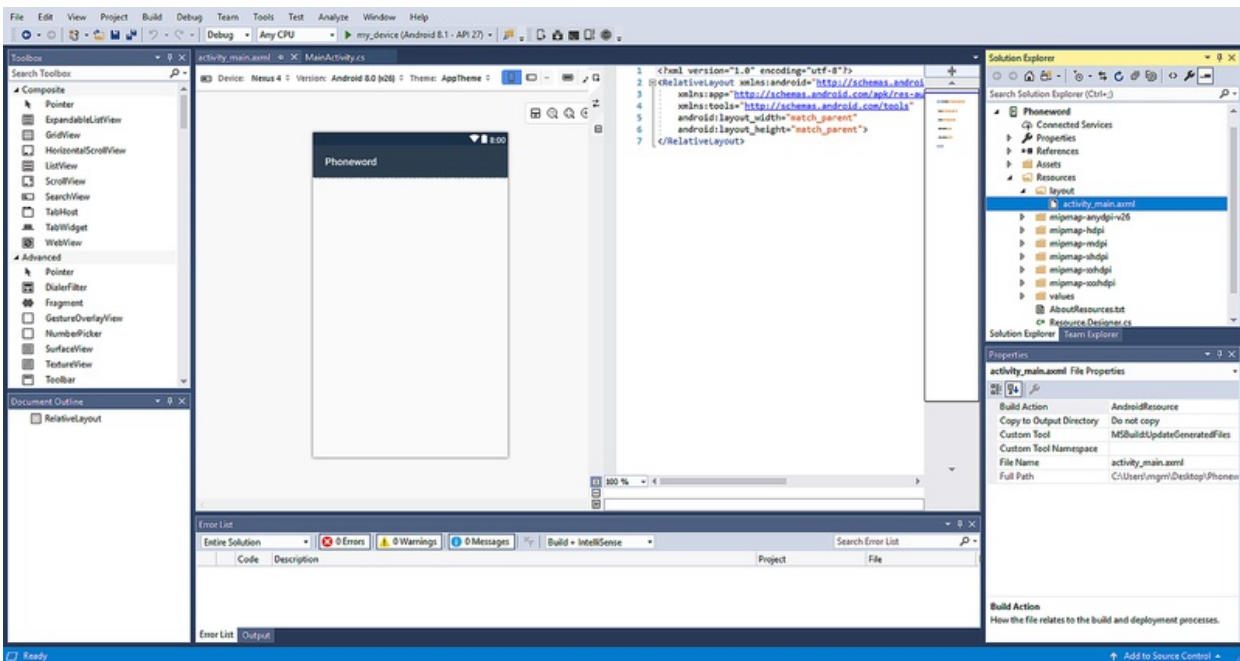 File Edit View Project Build Debug Team Tools Test Analyze Window Help
Debug Any CPU my_device (Android 8.1 - API 27)
Toolbox
Search Toolbox
Composite
Pointer
ExpandableListView
GridView
HorizontalScrollView
ListView
ScrollView
SearchView
TabHost
TabWidget
WebView
Advanced
Pointer
DialerFilter
Fragment
GestureOverlayView
NumberPicker
SurfaceView
TextureView
Toolbar
Document Outline
RelativeLayout
activity_main.axml MainActivity.cs
Device: Nexus 4 Version: Android 8.0 (v26) Theme: AppTheme
8:00
Phoneword
1 <?xml version="1.0" encoding="utf-8"?>
2 <RelativeLayout xmlns:android="http://schemas.androi
3 xmlns:app="http://schemas.android.com/apk/res-au
4 xmlns:tools="http://schemas.android.com/tools"
5 android:layout_width="match_parent"
6 android:layout_height="match_parent">
7 </RelativeLayout>
100 %
Error List
Entire Solution 0 Errors 0 Warnings 0 Messages Build + IntelliSense Search Error List
Code Description Project File
Error List Output
Solution Explorer
Search Solution Explorer (Ctrl+;)
Phoneword
Connected Services
Properties
References
Assets
Resources
layout
activity_main.axml
mipmap-anydpi-v26
mipmap-hdpi
mipmap-mdpi
mipmap-xhdpi
mipmap-xxhdpi
mipmap-xxxhdpi
values
AboutResources.txt
C# Resource.Designer.cs
Solution Explorer Team Explorer
Properties
activity_main.axml File Properties
Build Action AndroidResource
Copy to Output Directory Do not copy
Custom Tool MSBuild:UpdateGeneratedFiles
Custom Tool Namespace
File Name activity_main.axml
Full Path C:\Users\mgm\Desktop\Phonew
Build Action
How the file relates to the build and deployment processes.
Ready Add to Source Control